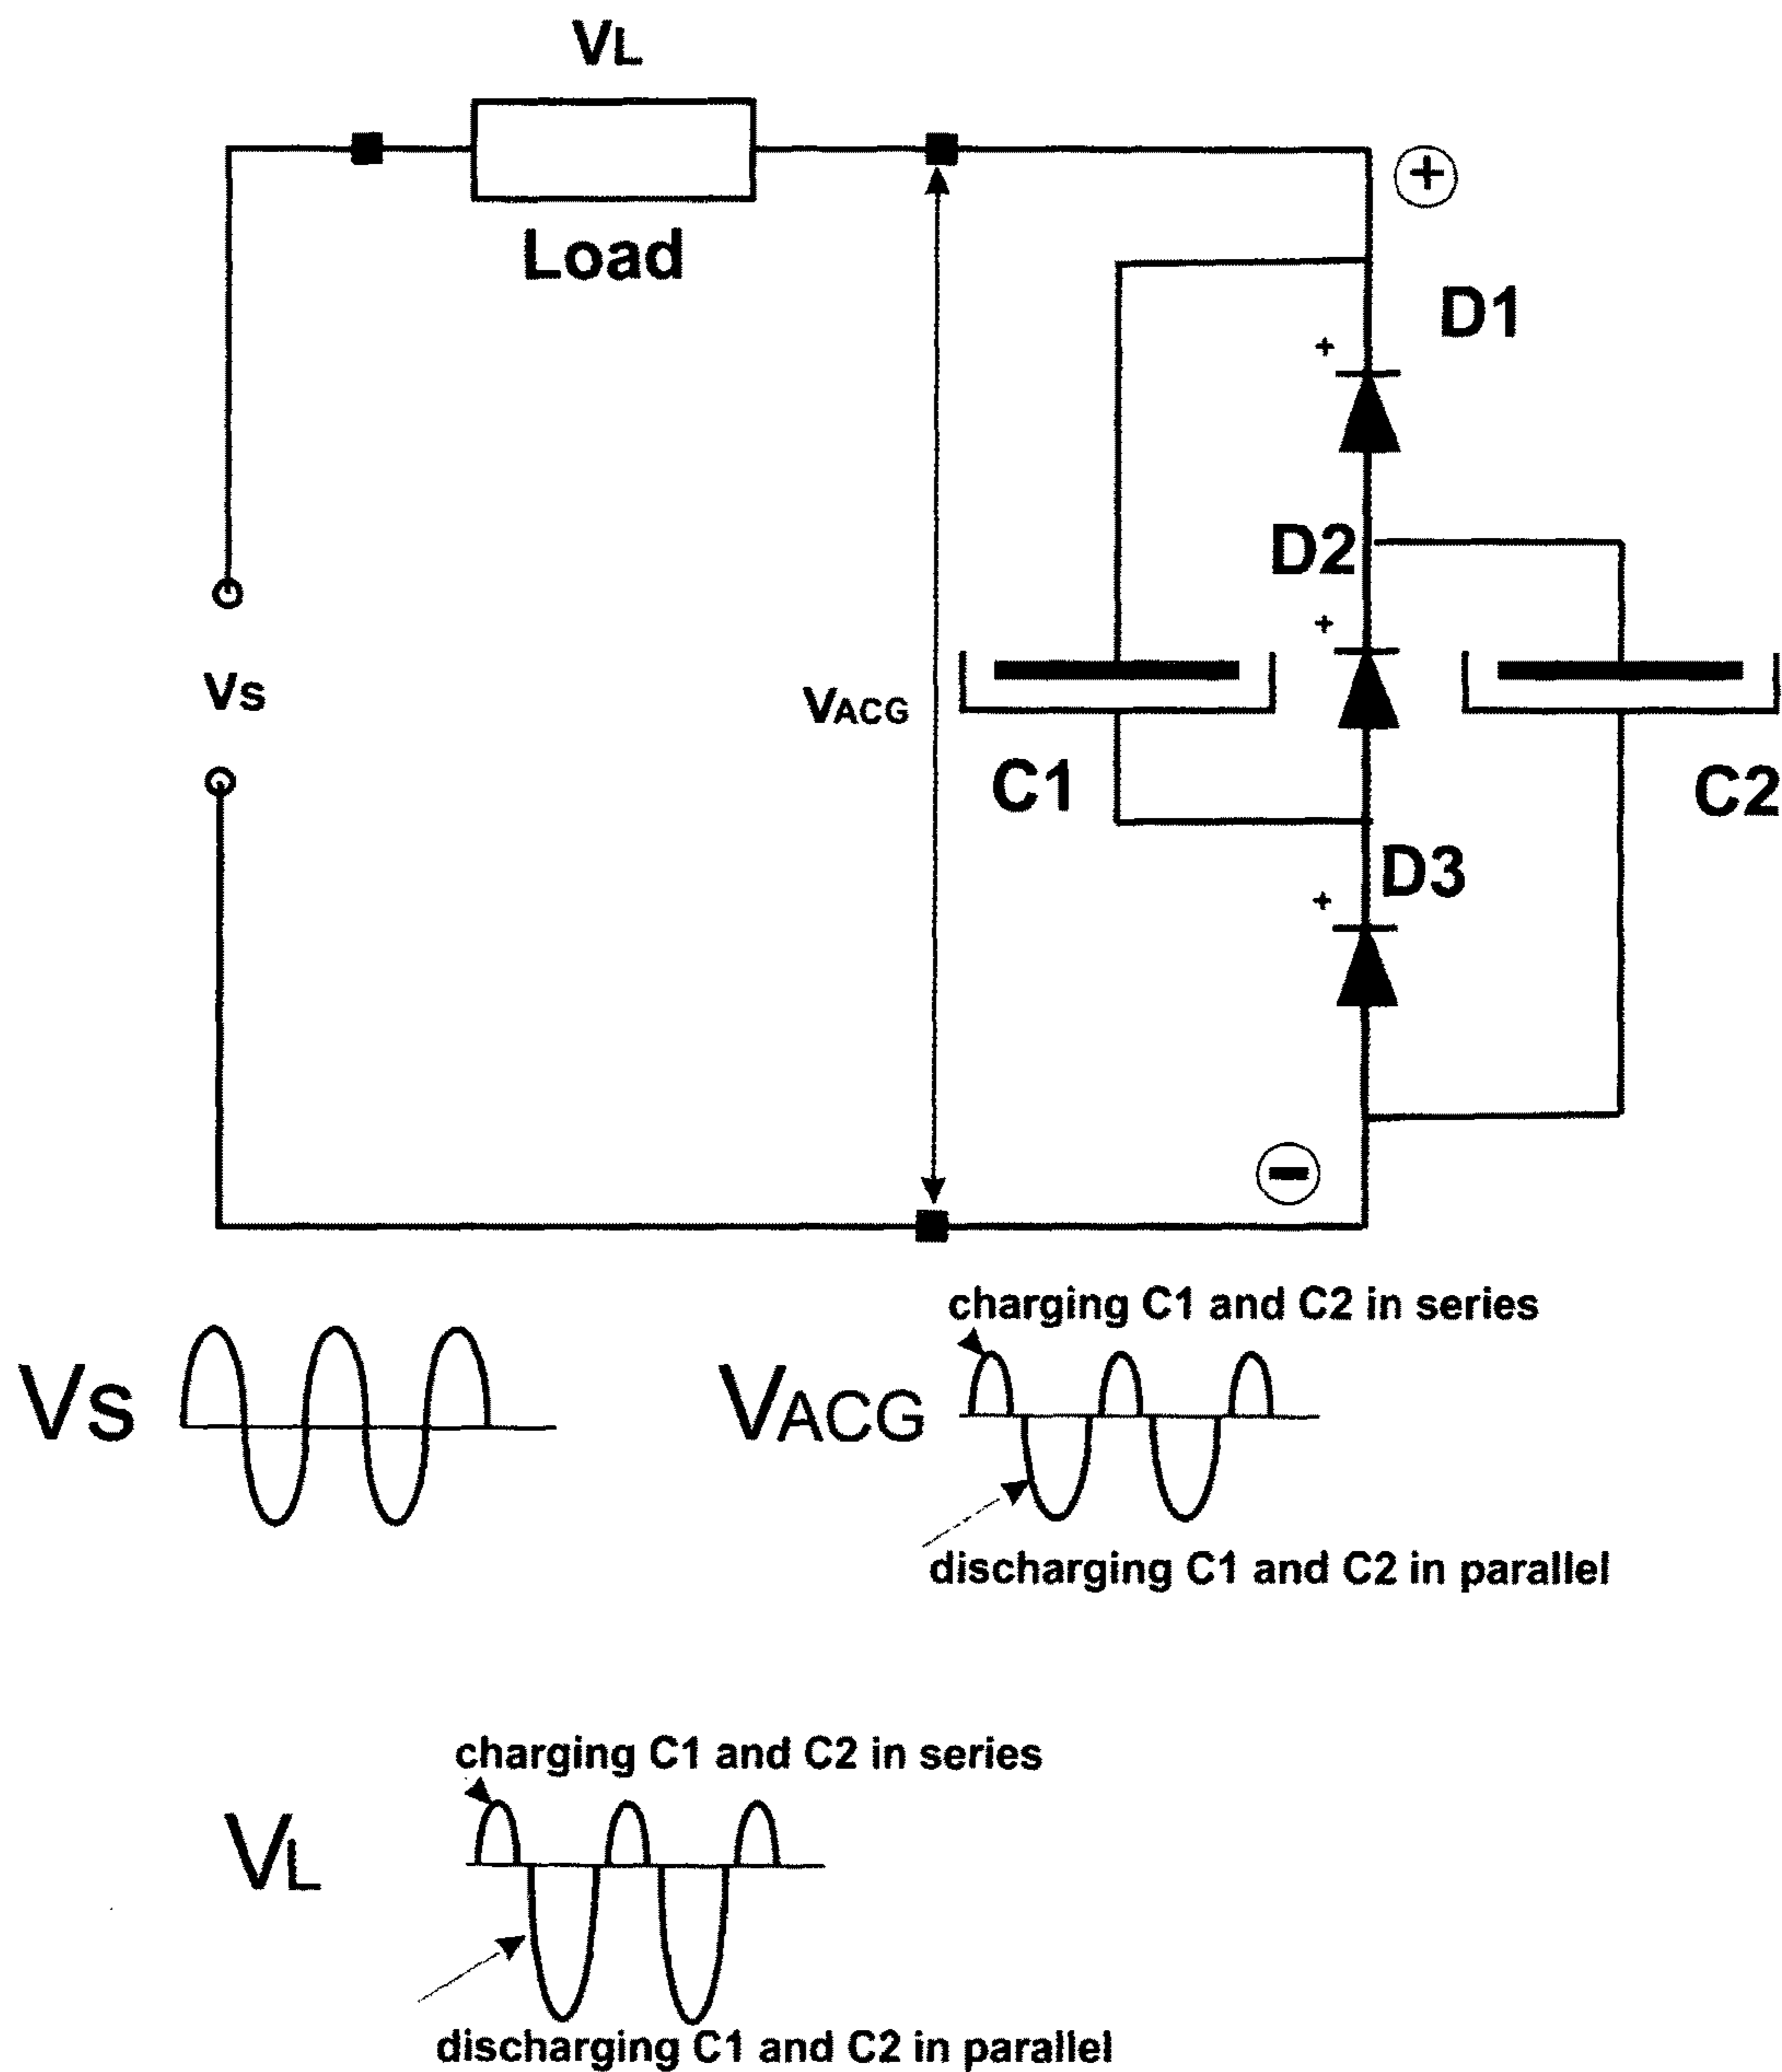 VL
Load
+
D1
+
D2
+
Vs
VACG
C1
C2
D3
+
−
charging C1 and C2 in series
Vs
VACG
discharging C1 and C2 in parallel
charging C1 and C2 in series
VL
discharging C1 and C2 in parallel